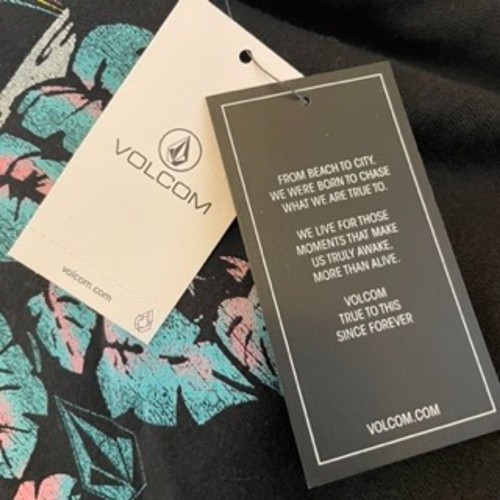 VOLCOM
volcom.com
FROM BEACH TO CITY,
WE WERE BORN TO CHASE
WHAT WE ARE TRUE TO.
WE LIVE FOR THOSE
MOMENTS THAT MAKE
US TRULY AWAKE,
MORE THAN ALIVE.
VOLCOM
TRUE TO THIS
SINCE FOREVER
VOLCOM.COM